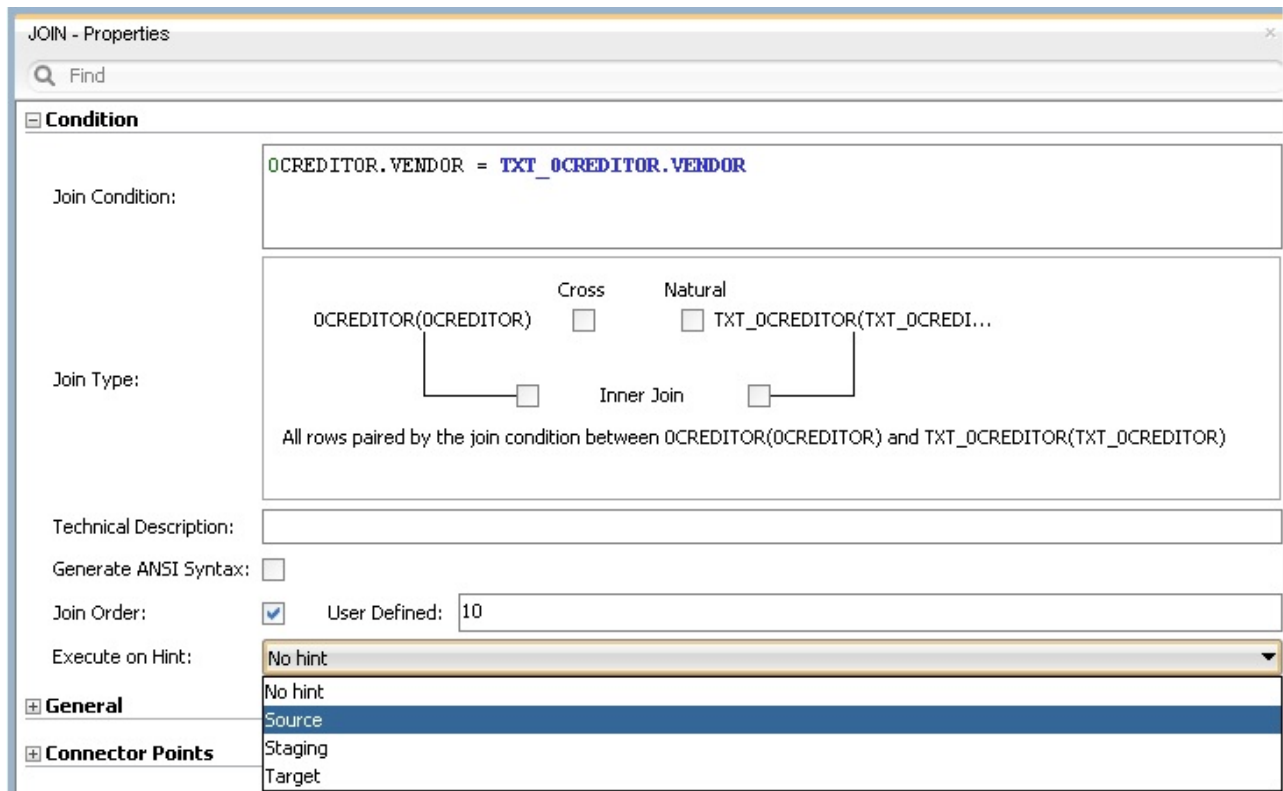 JOIN - Properties
Find
Condition
Join Condition:
0CREDITOR.VENDOR = TXT_0CREDITOR.VENDOR
Join Type:
Cross Natural
0CREDITOR(0CREDITOR) TXT_0CREDITOR(TXT_0CREDI...
Inner Join
All rows paired by the join condition between 0CREDITOR(0CREDITOR) and TXT_0CREDITOR(TXT_0CREDITOR)
Technical Description:
Generate ANSI Syntax:
Join Order: User Defined: 10
Execute on Hint: No hint
No hint
General
Source
Connector Points
Staging
Target